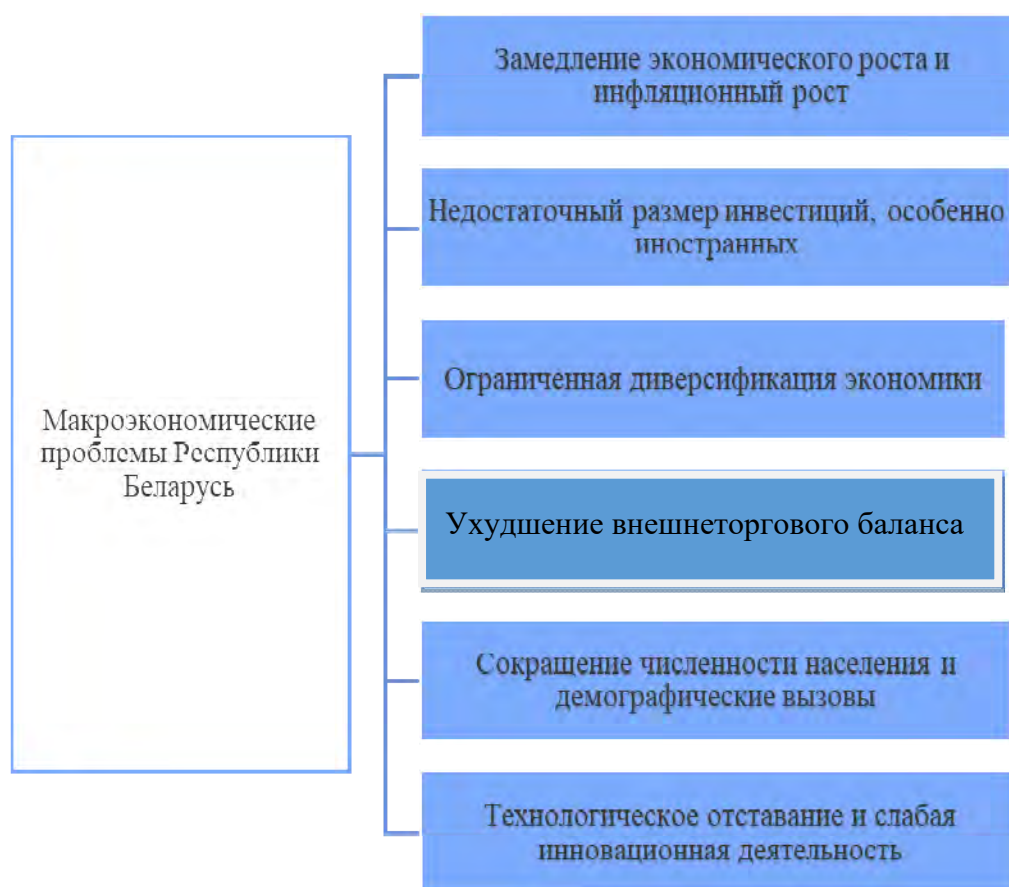 Макроэкономические
проблемы Республики
Беларусь
Замедление экономического роста и
инфляционный рост
Недостаточный размер инвестиций, особенно
иностранных
Ограниченная диверсификация экономики
Ухудшение внешнеторгового баланса
Сокращение численности населения и
демографические вызовы
Технологическое отставание и слабая
инновационная деятельность